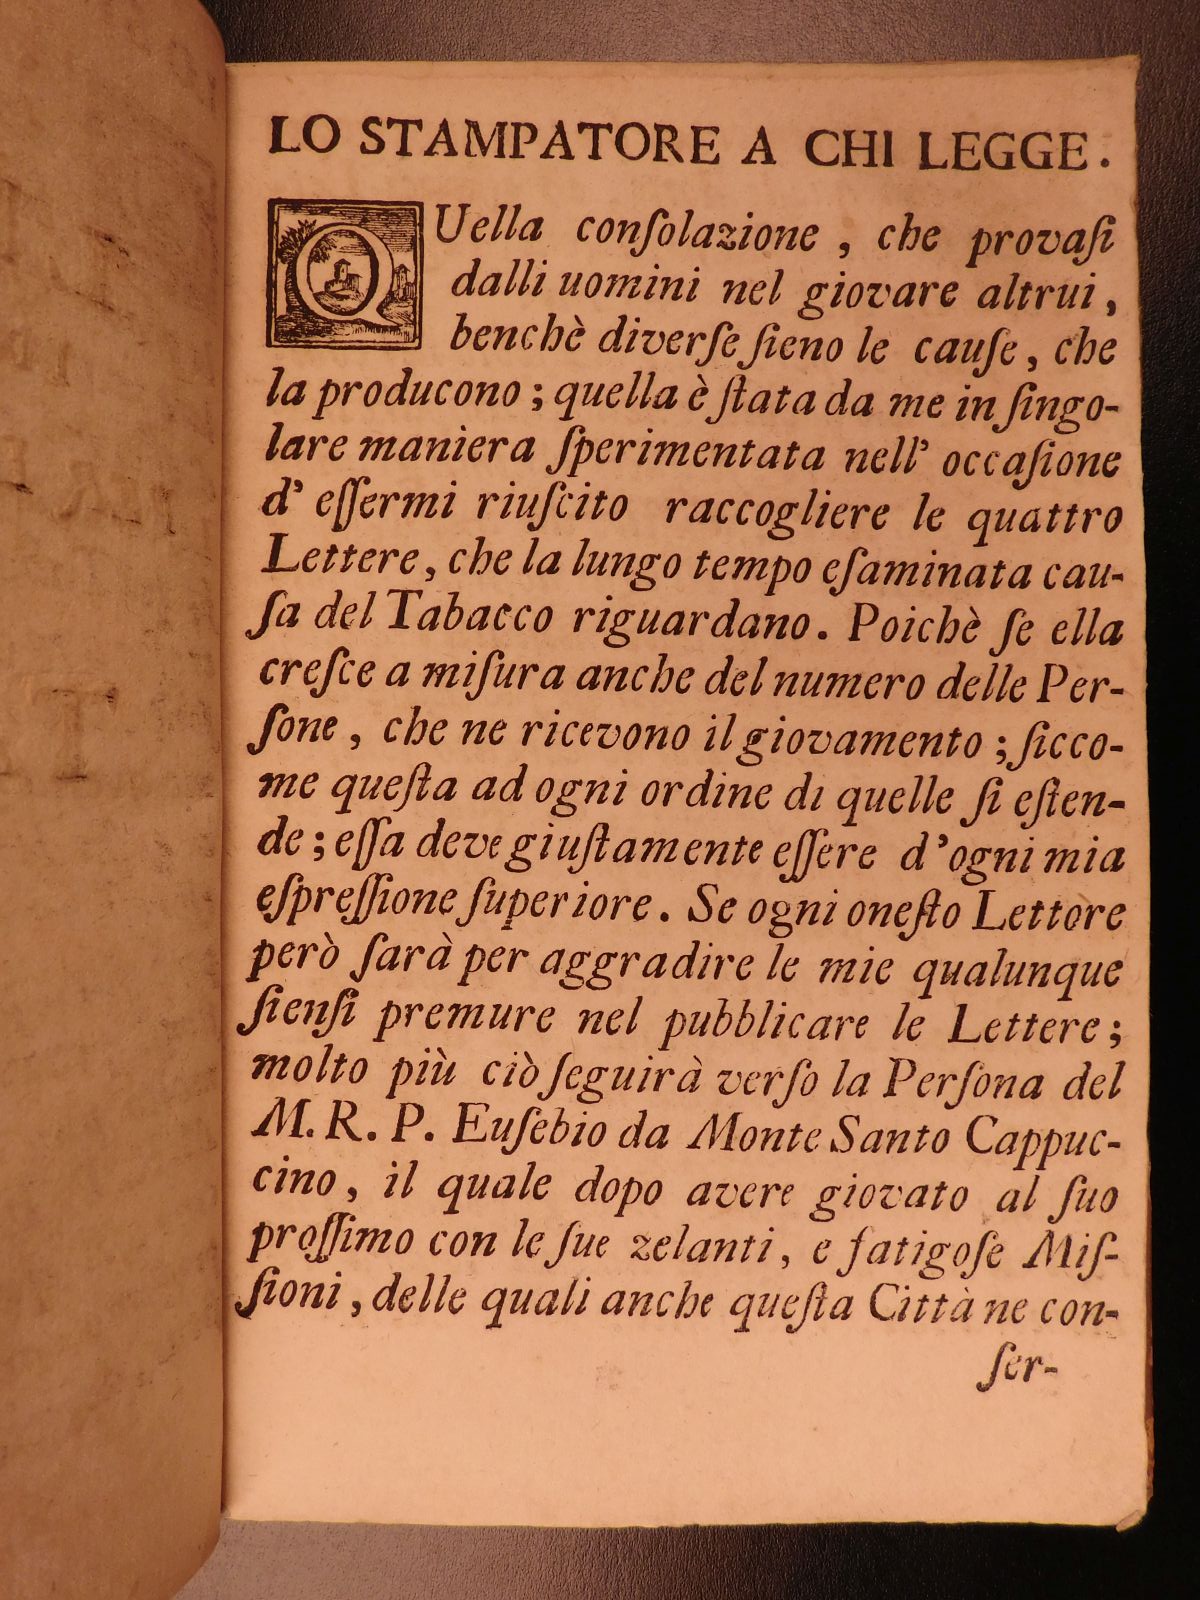 LO STAMPATORE A CHI LEGGE.
QUella conſolazione, che provaſi
dalli uomini nel giovare altrui,
benchè diverſe ſieno le cauſe, che
la producono; quella è ſtata da me in ſingo-
lare maniera ſperimentata nell' occaſione
d' eſſermi riuſcito raccogliere le quattro
Lettere, che la lungo tempo eſaminata cau-
ſa del Tabacco riguardano. Poichè ſe ella
creſce a miſura anche del numero delle Per-
ſone, che ne ricevono il giovamento; ſicco-
me queſta ad ogni ordine di quelle ſi eſten-
de; eſſa deve giuſtamente eſſere d'ogni mia
eſpreſſione ſuperiore. Se ogni oneſto Lettore
però ſarà per aggradire le mie qualunque
ſienſi premure nel pubblicare le Lettere;
molto più ciò ſeguirà verſo la Perſona del
M. R. P. Euſebio da Monte Santo Cappuc-
cino, il quale dopo avere giovato al ſuo
proſſimo con le ſue zelanti, e fatigoſe Miſ-
ſioni, delle quali anche queſta Città ne con-
ſer-